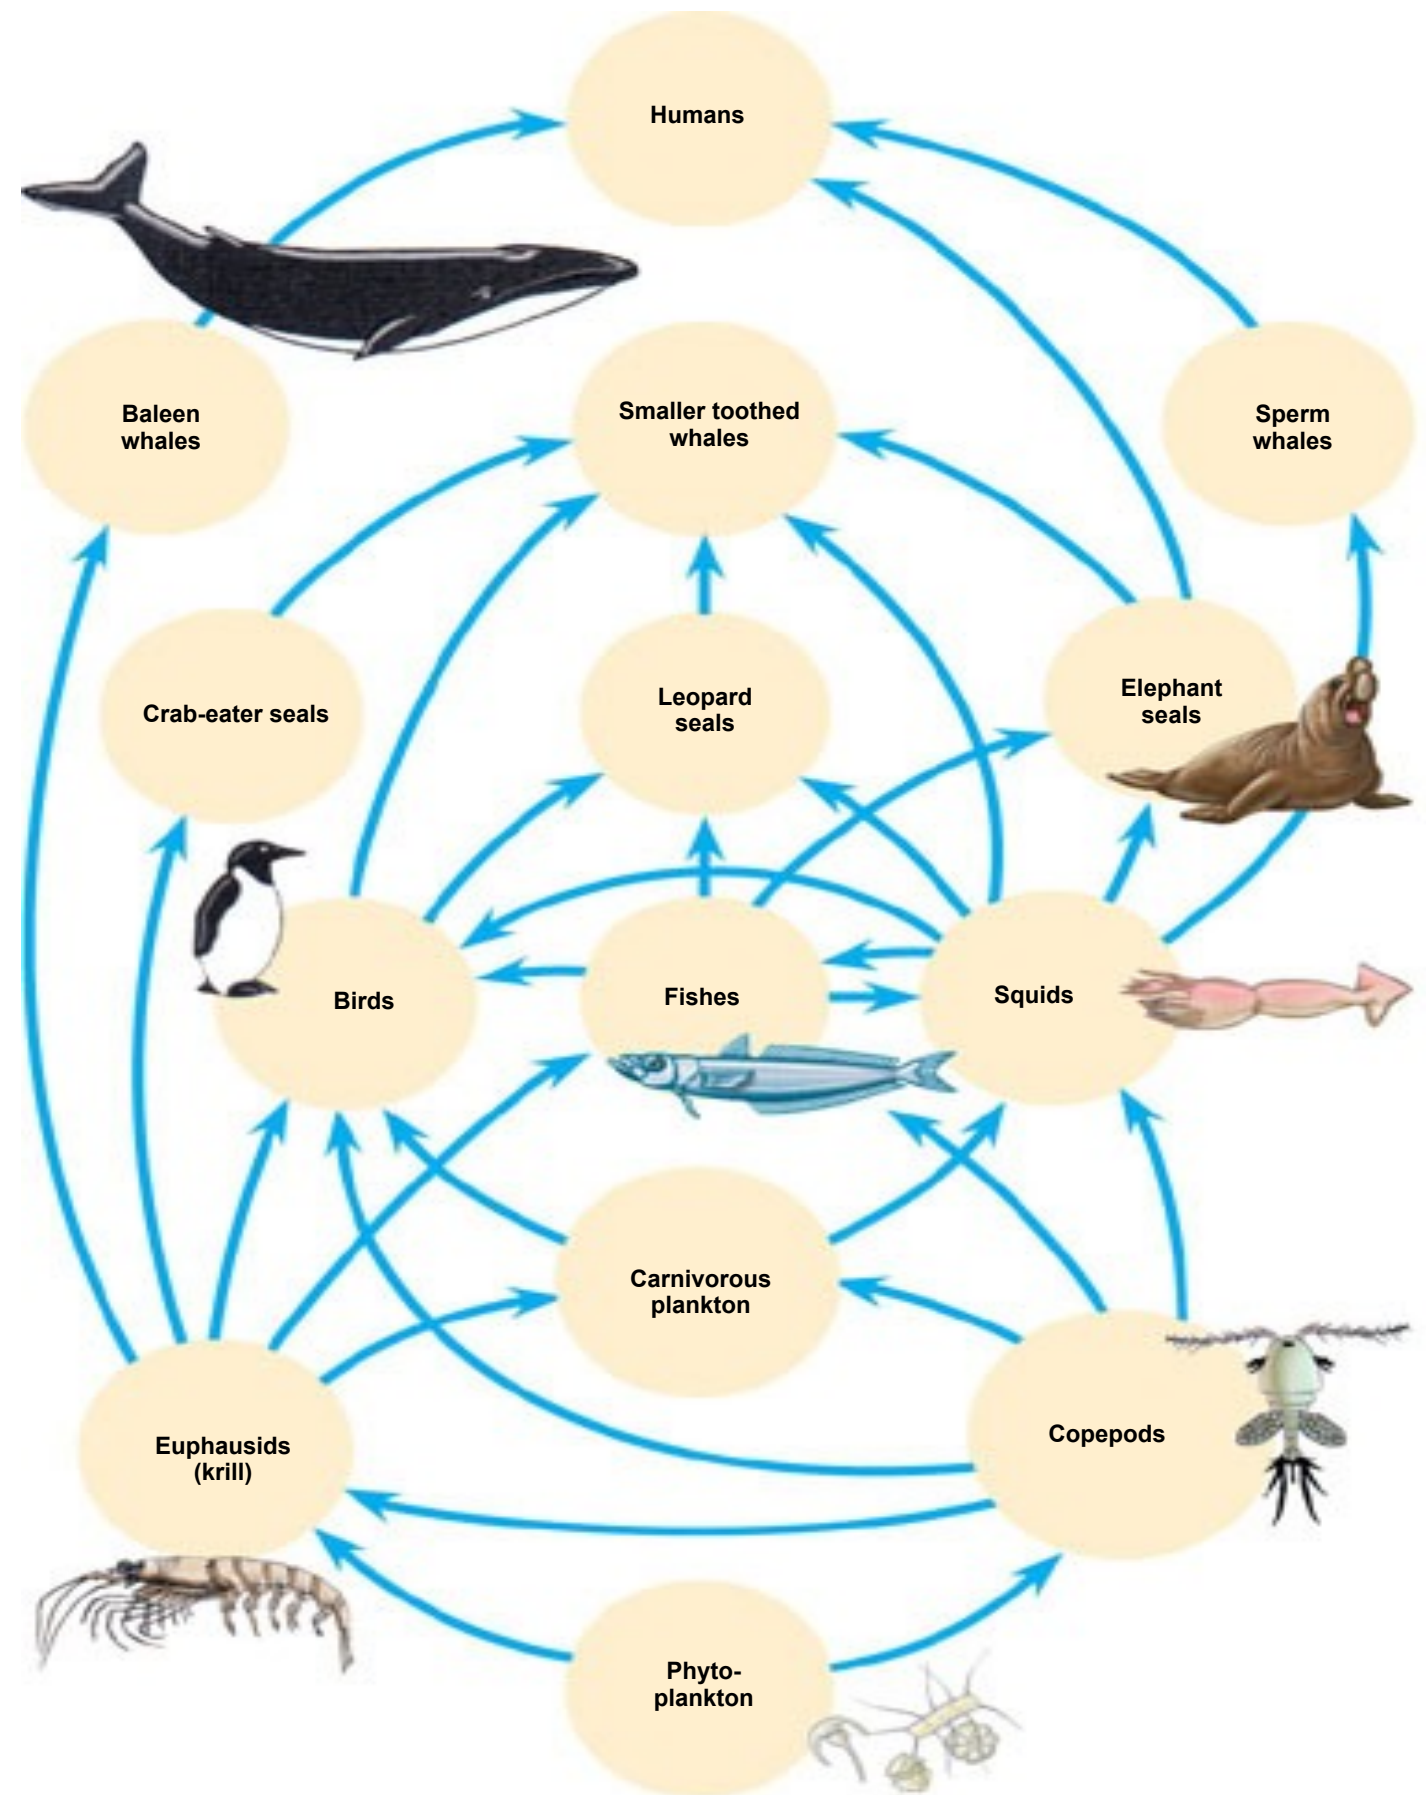 Humans
Baleen
whales
Smaller toothed
whales
Sperm
whales
Crab-eater seals
Leopard
seals
Elephant
seals
Birds
Fishes
Squids
Carnivorous
plankton
Euphausids
(krill)
Copepods
Phyto-
plankton